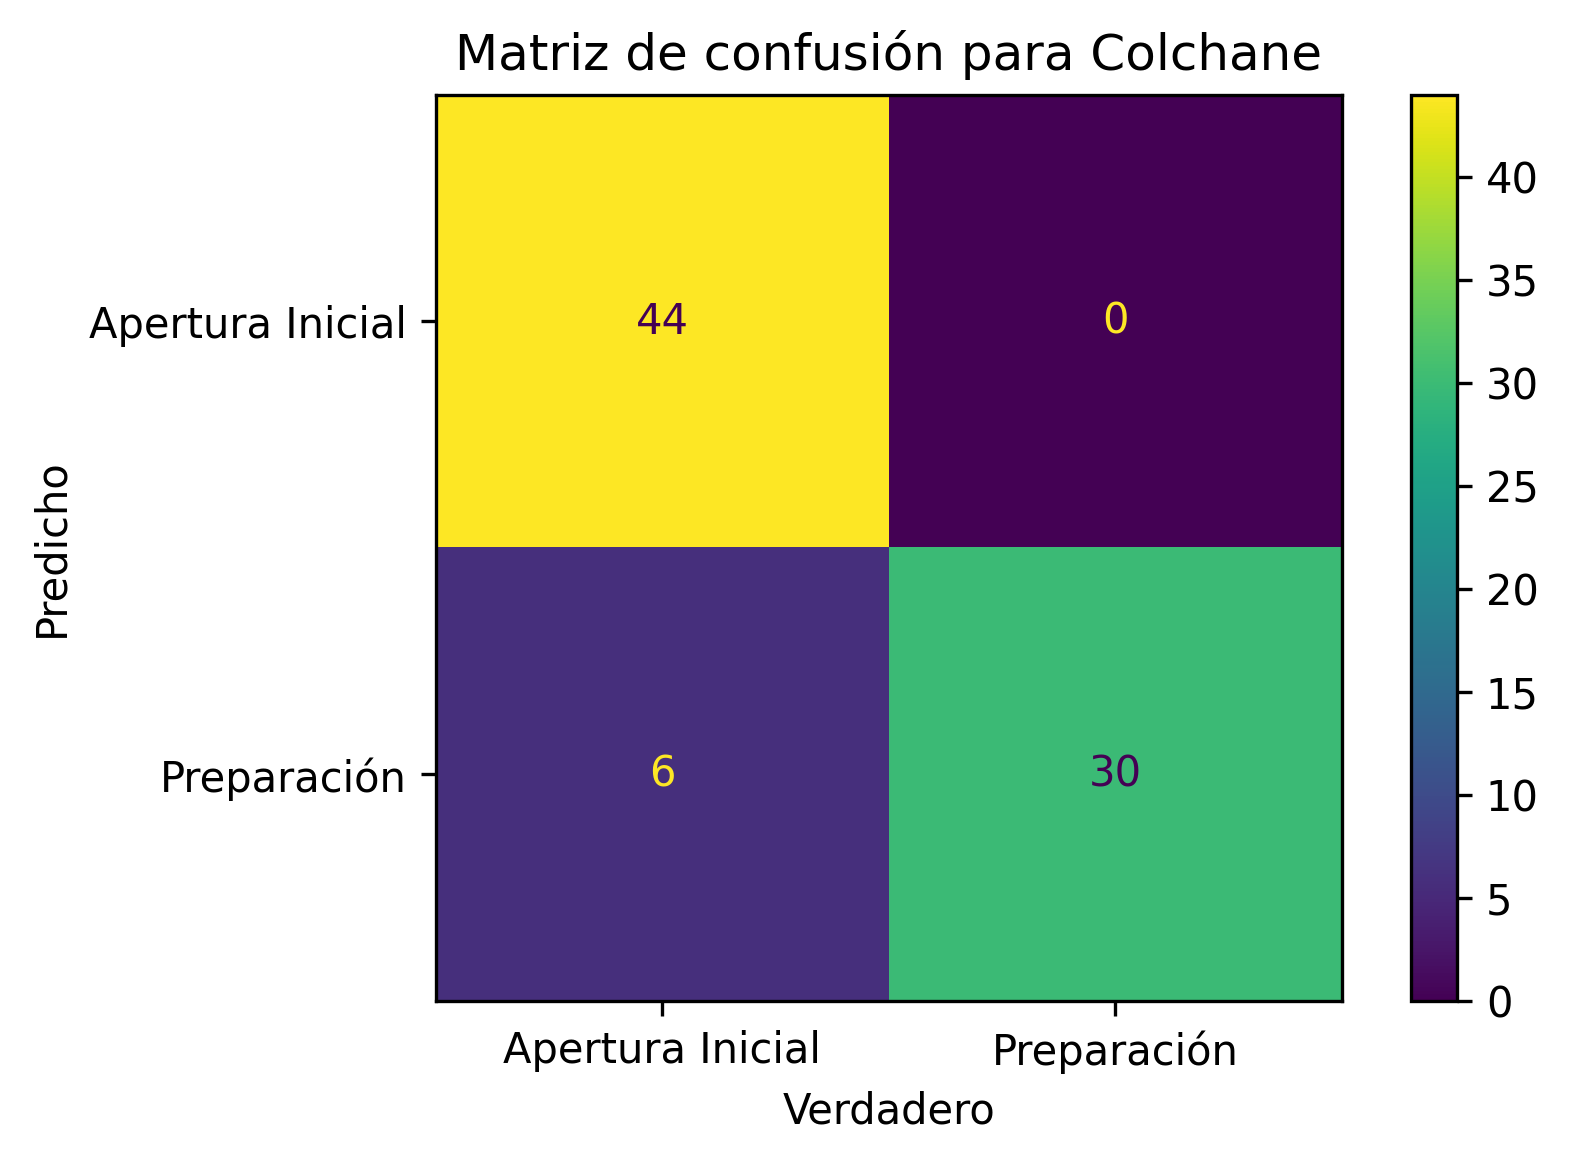 Matriz de confusión para Colchane
Predicho
Apertura Inicial
44
0
Preparación
6
30
Apertura Inicial
Preparación
Verdadero
40
35
30
25
20
15
10
5
0